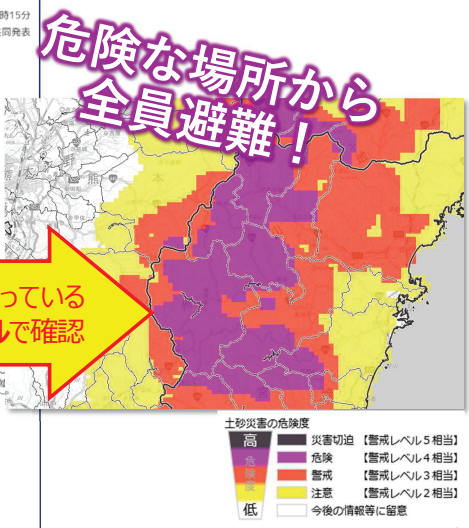 時15分
同発表
危険な場所から
全員避難！
っている
ルで確認
土砂災害の危険度
高
危険度
低
災害切迫 【警戒レベル５相当】
危険 【警戒レベル４相当】
警戒 【警戒レベル３相当】
注意 【警戒レベル２相当】
今後の情報等に留意